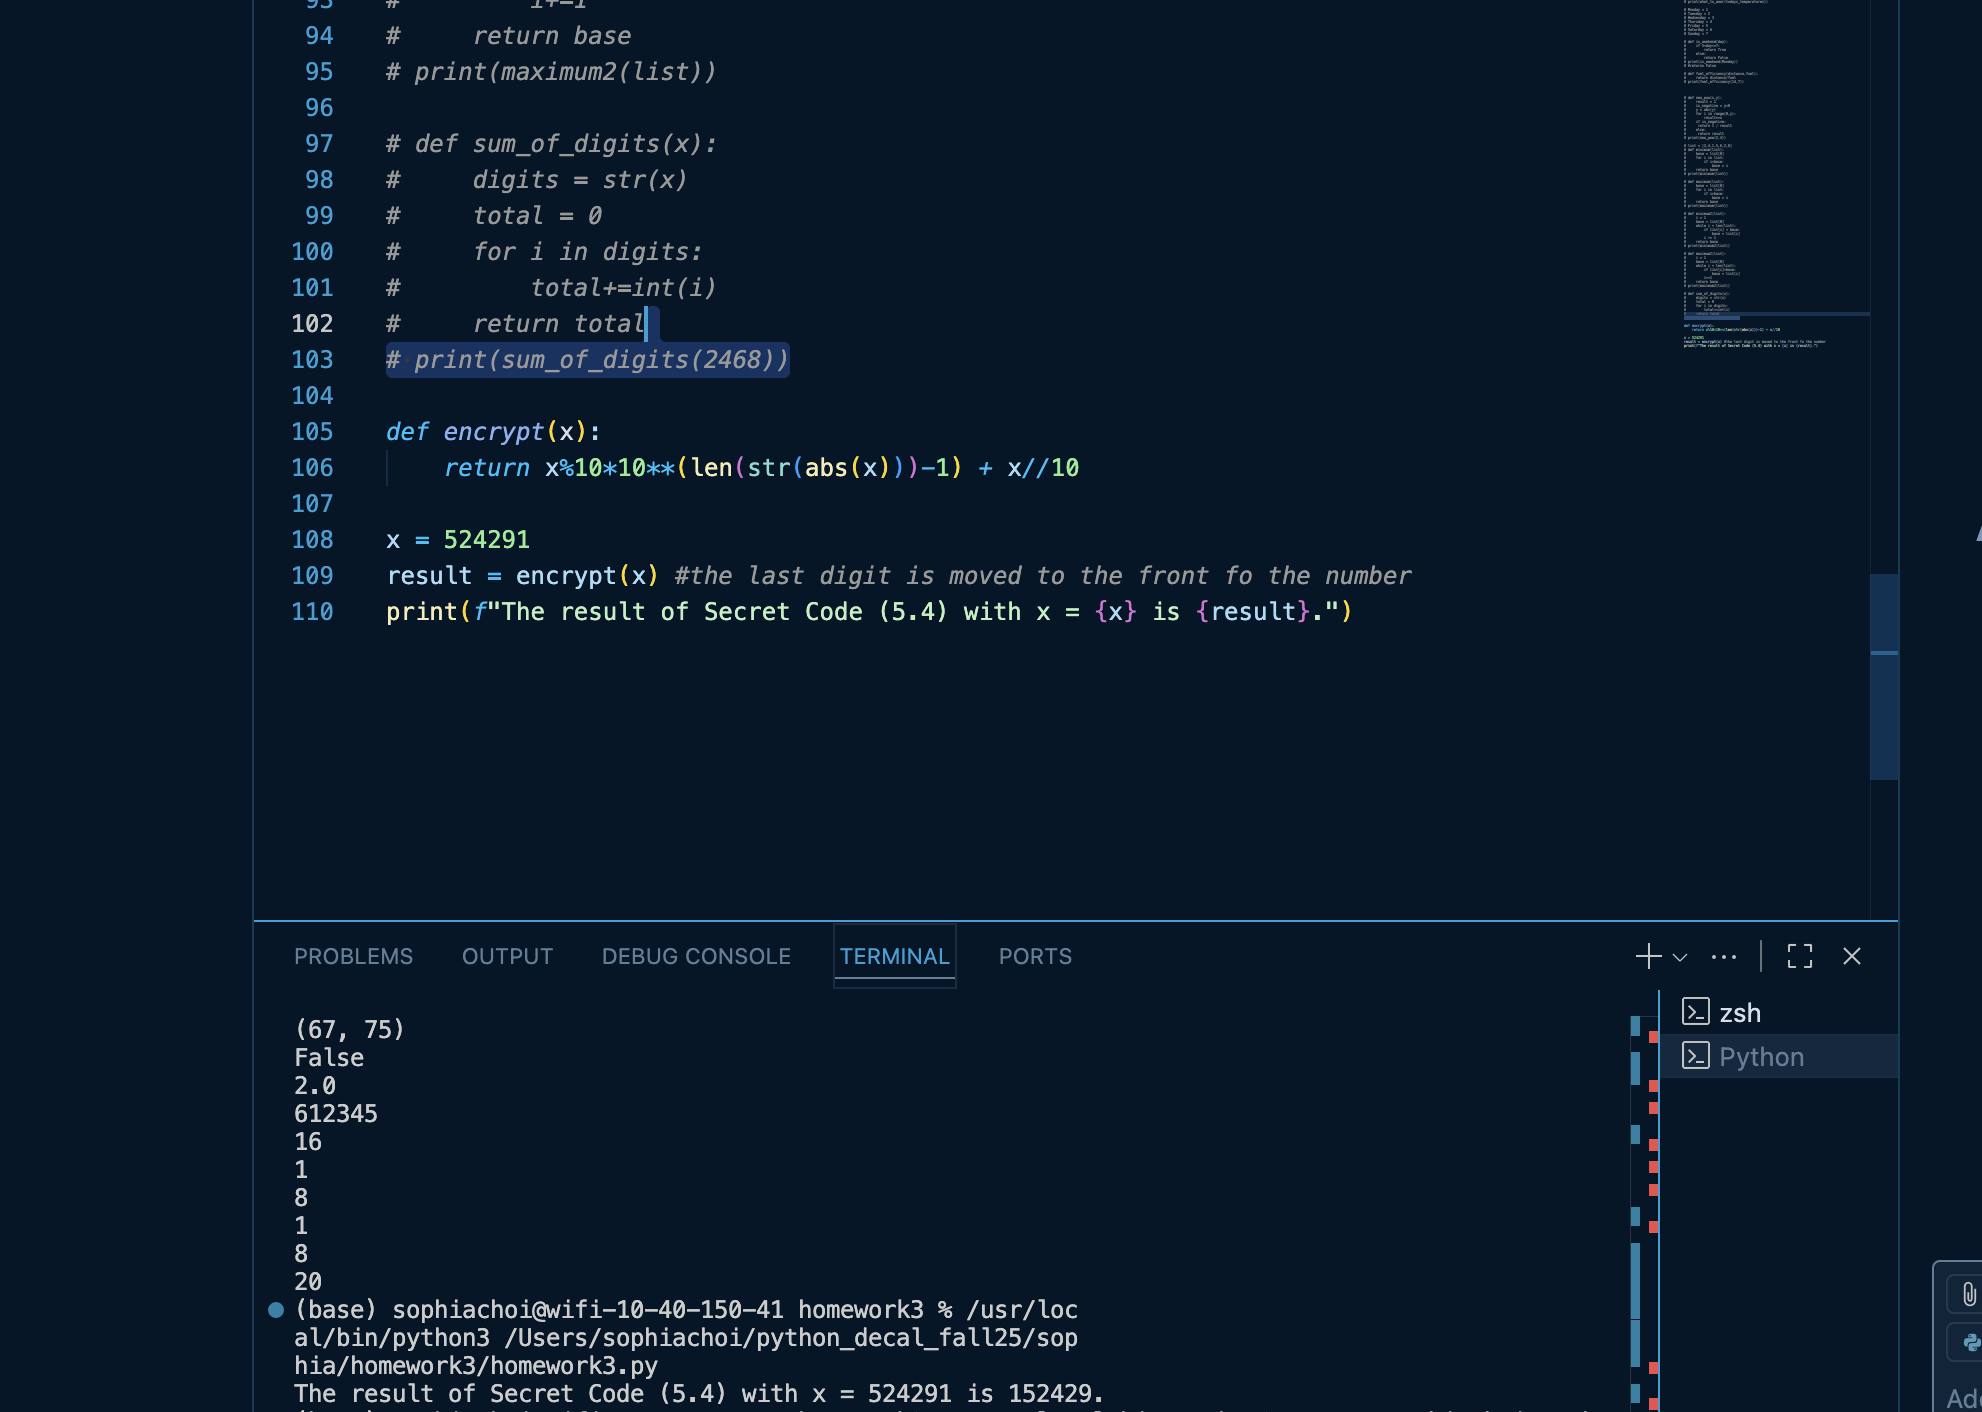 93 # i+=1
94 # return base
95 # print(maximum2(list))
96
97 # def sum_of_digits(x):
98 # digits = str(x)
99 # total = 0
100 # for i in digits:
101 # total+=int(i)
102 # return total
103 # print(sum_of_digits(2468))
104
105 def encrypt(x):
106 return x%10*10**(len(str(abs(x)))-1) + x//10
107
108 x = 524291
109 result = encrypt(x) #the last digit is moved to the front fo the number
110 print(f"The result of Secret Code (5.4) with x = {x} is {result}.")
PROBLEMS OUTPUT DEBUG CONSOLE TERMINAL PORTS
zsh
Python
(67, 75)
False
2.0
612345
16
1
8
1
8
20
(base) sophiachoi@wifi-10-40-150-41 homework3 % /usr/loc
al/bin/python3 /Users/sophiachoi/python_decal_fall25/sop
hia/homework3/homework3.py
The result of Secret Code (5.4) with x = 524291 is 152429.